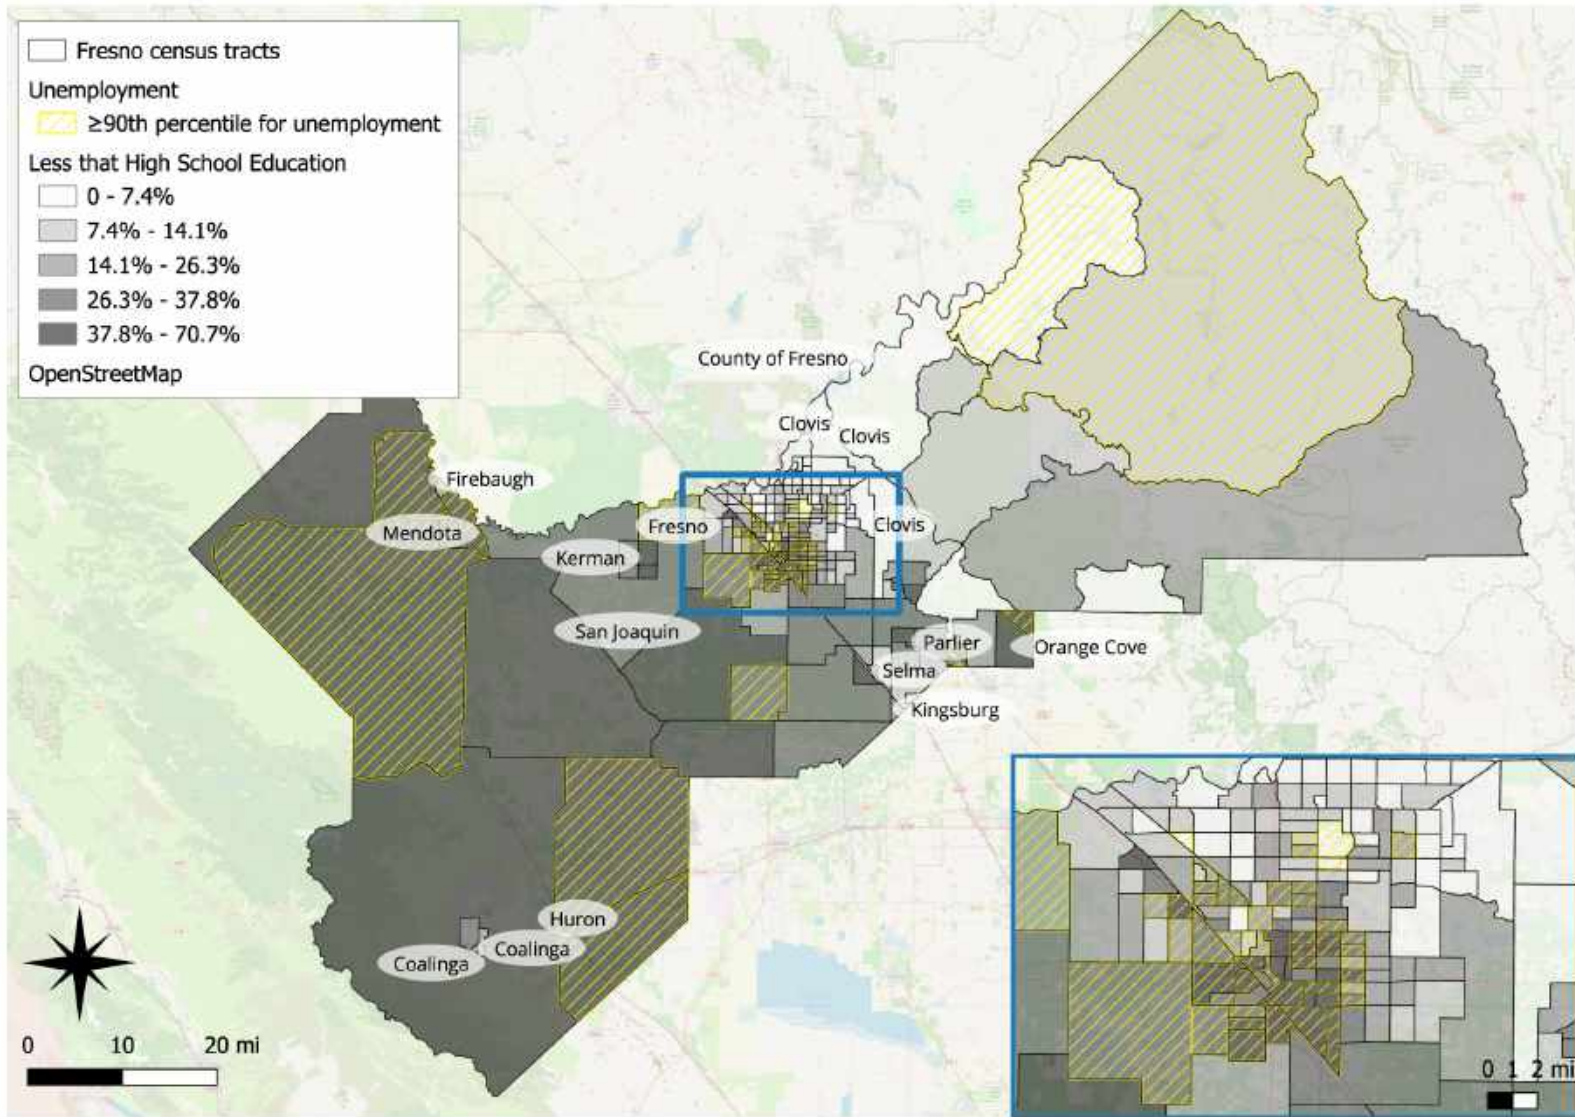 Fresno census tracts
Unemployment
≥90th percentile for unemployment
Less that High School Education
0 - 7.4%
7.4% - 14.1%
14.1% - 26.3%
26.3% - 37.8%
37.8% - 70.7%
OpenStreetMap
County of Fresno
Clovis
Clovis
Firebaugh
Mendota
Fresno
Clovis
Kerman
San Joaquin
Parlier
Orange Cove
Selma
Kingsburg
Huron
Coalinga
Coalinga
0 10 20 mi
0 1 2 mi